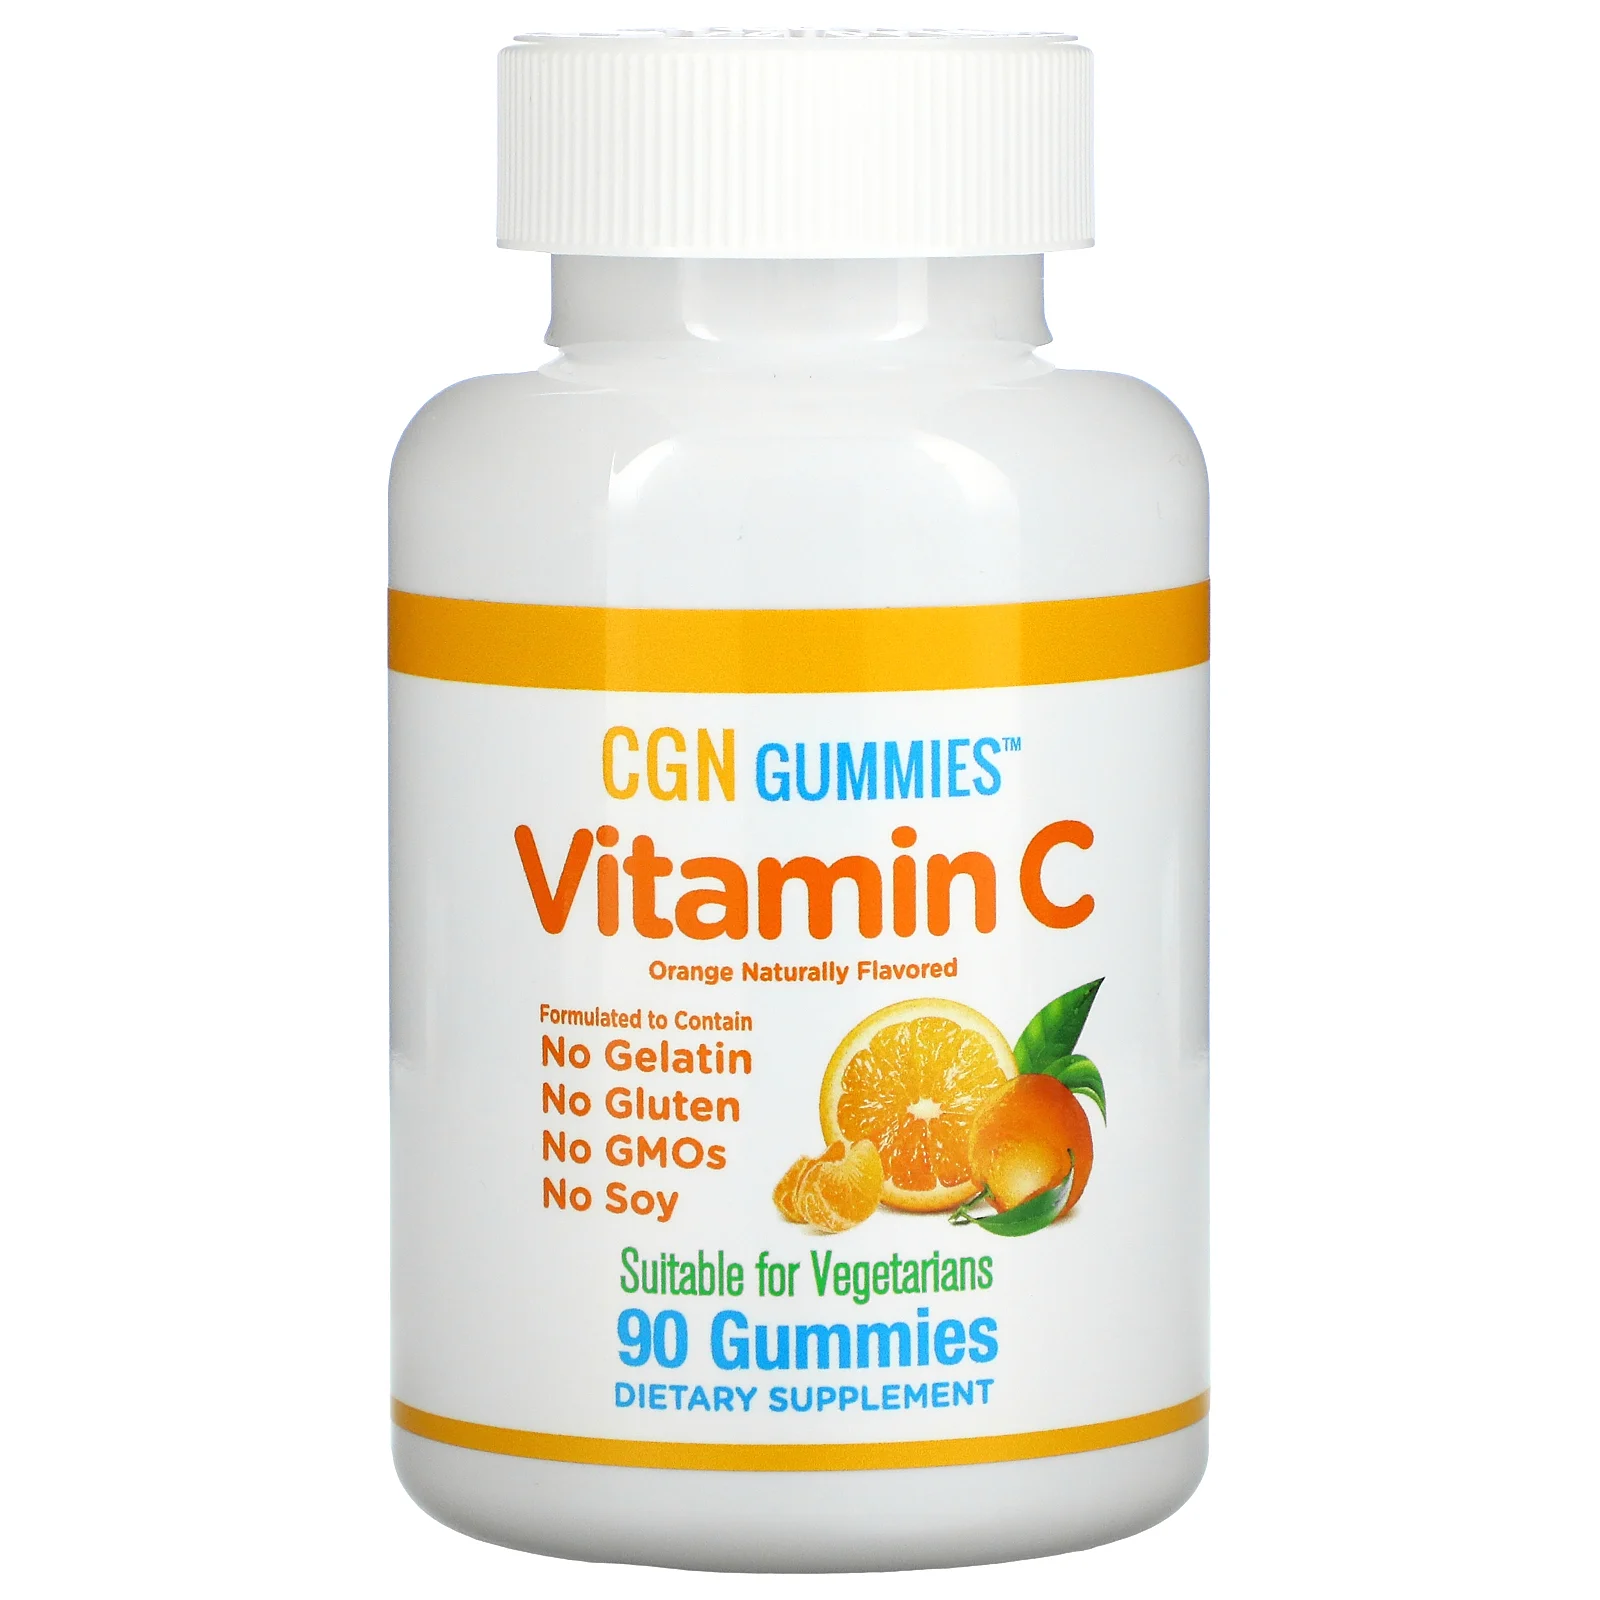 CGN GUMMIES™
Vitamin C
Orange Naturally Flavored
Formulated to Contain
No Gelatin
No Gluten
No GMOs
No Soy
Suitable for Vegetarians
90 Gummies
DIETARY SUPPLEMENT